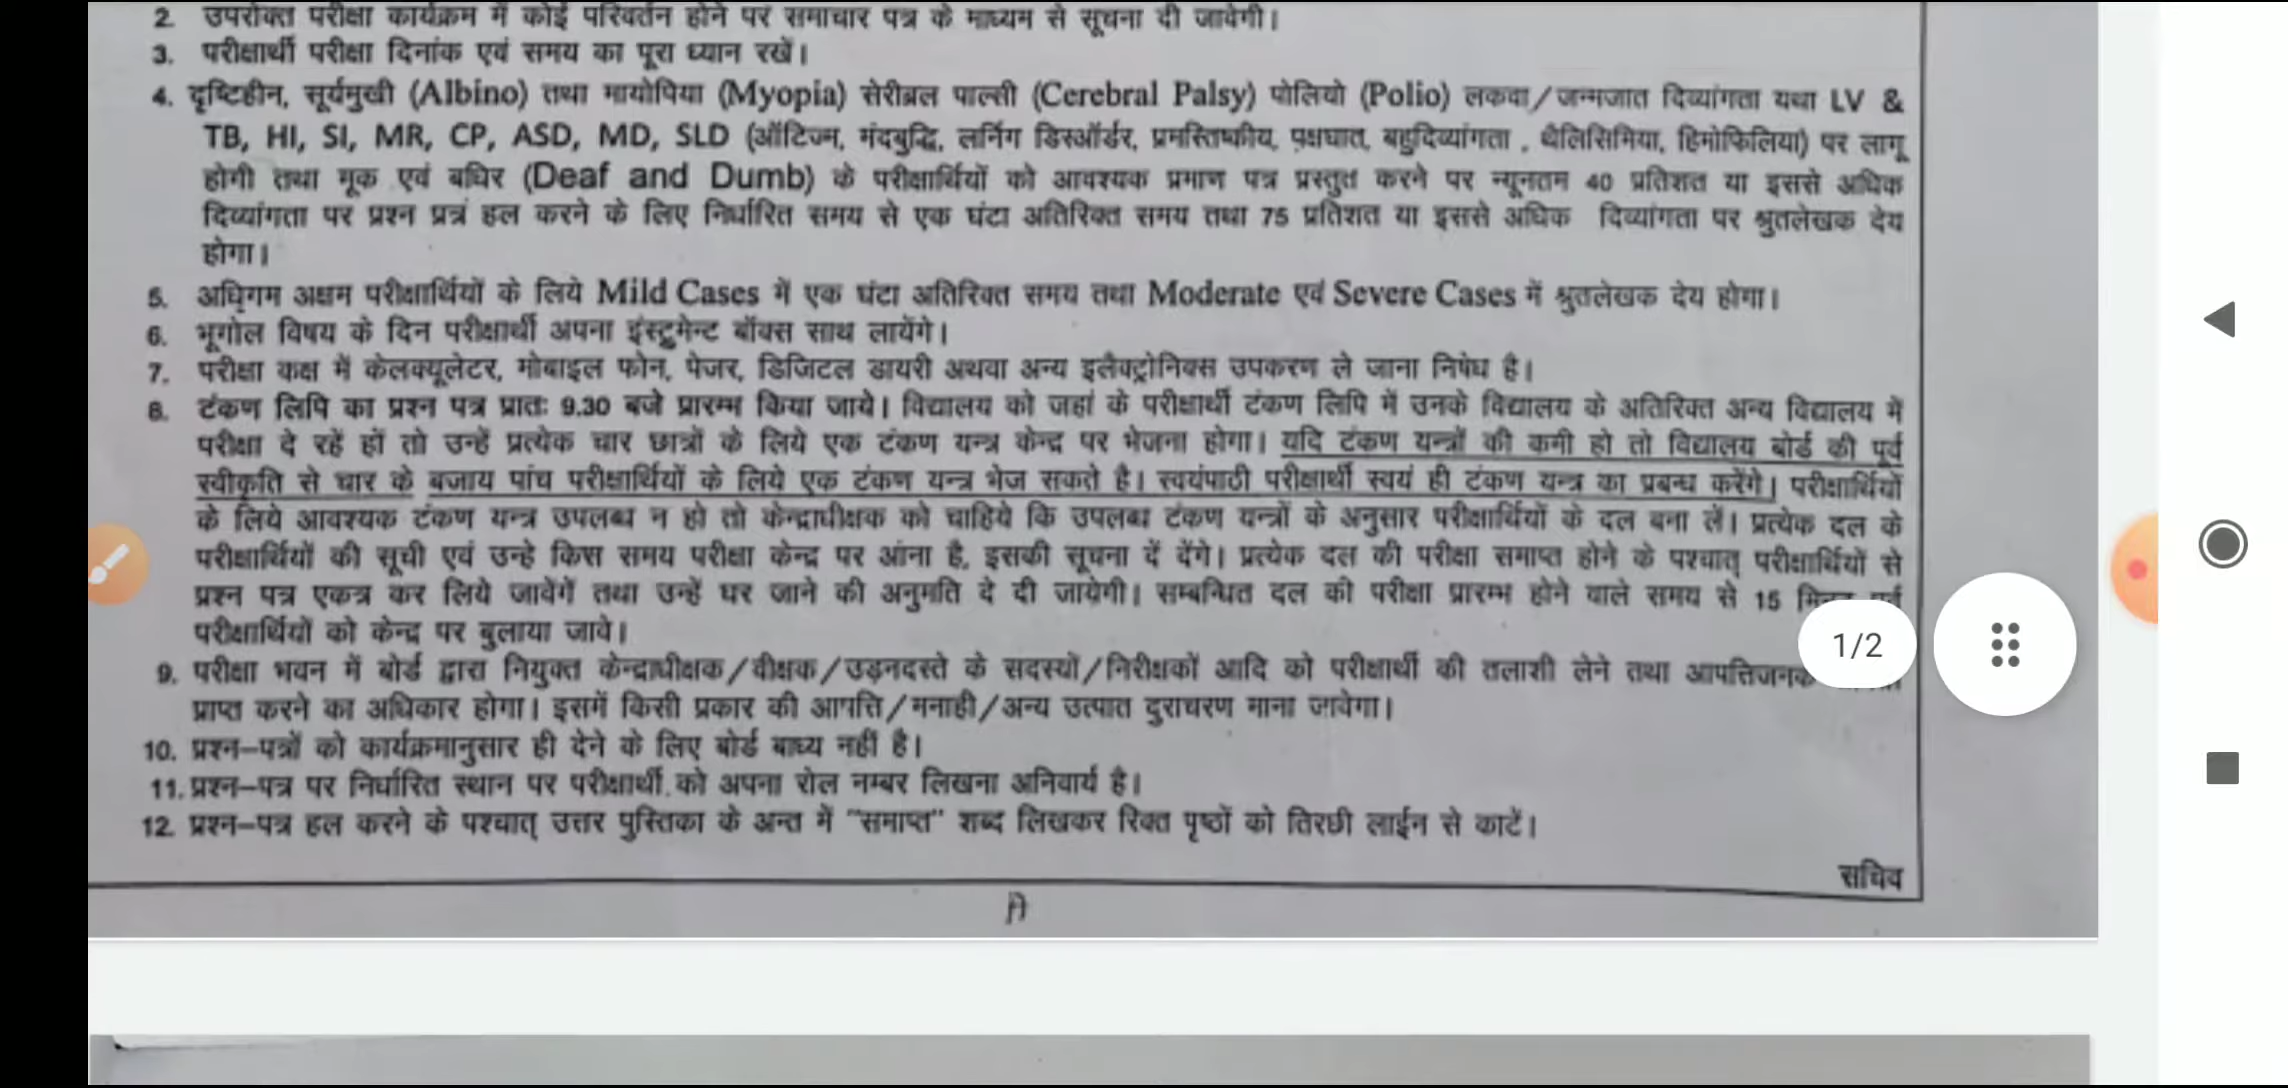 2. उपरोक्त परीक्षा कार्यक्रम में कोई परिवर्तन होने पर समाचार पत्र के माध्यम से सूचना दी जावेगी।
3. परीक्षार्थी परीक्षा दिनांक एवं समय का पूरा ध्यान रखें।
4. दृष्टिहीन, सूर्यमुखी (Albino) तथा मायोपिया (Myopia) सेरीब्रल पाल्सी (Cerebral Palsy) पोलियो (Polio) लकवा/जन्मजात दिव्यांगता यथा LV &
TB, HI, SI, MR, CP, ASD, MD, SLD (ऑटिज्म, मंदबुद्धि, लर्निग डिस्ऑर्डर, प्रमस्तिष्कीय, पक्षघात, बहुदिव्यांगता , थैलिसिमिया, हिमोफिलिया) पर लागू
होगी तथा मूक एवं बधिर (Deaf and Dumb) के परीक्षार्थियों को आवश्यक प्रमाण पत्र प्रस्तुत करने पर न्यूनतम 40 प्रतिशत या इससे अधिक
दिव्यांगता पर प्रश्न प्रत्रं हल करने के लिए निर्धारित समय से एक घंटा अतिरिक्त समय तथा 75 प्रतिशत या इससे अधिक दिव्यांगता पर श्रुतलेखक देय
होगा।
5. अधिगम अक्षम परीक्षार्थियों के लिये Mild Cases में एक घंटा अतिरिक्त समय तथा Moderate एवं Severe Cases में श्रुतलेखक देय होगा।
6. भूगोल विषय के दिन परीक्षार्थी अपना इंस्ट्रूमेन्ट बॉक्स साथ लायेंगे।
7. परीक्षा कक्ष में केलक्यूलेटर, मोबाइल फोन, पेजर, डिजिटल डायरी अथवा अन्य इलैक्ट्रोनिक्स उपकरण ले जाना निषेध है।
8. टंकण लिपि का प्रश्न पत्र प्रातः 9.30 बजे प्रारम्भ किया जाये। विद्यालय को जहां के परीक्षार्थी टंकण लिपि में उनके विद्यालय के अतिरिक्त अन्य विद्यालय में
परीक्षा दे रहें हों तो उन्हें प्रत्येक चार छात्रों के लिये एक टंकण यन्त्र केन्द्र पर भेजना होगा। यदि टंकण यन्त्रों की कमी हो तो विद्यालय बोर्ड की पूर्व
स्वीकृति से चार के बजाय पांच परीक्षार्थियों के लिये एक टंकण यन्त्र भेज सकते है। स्वयंपाठी परीक्षार्थी स्वयं ही टंकण यन्त्र का प्रबन्ध करेंगे। परीक्षार्थियों
के लिये आवश्यक टंकण यन्त्र उपलब्ध न हो तो केन्द्राधीक्षक को चाहिये कि उपलब्ध टंकण यन्त्रों के अनुसार परीक्षार्थियों के दल बना लें। प्रत्येक दल के
परीक्षार्थियों की सूची एवं उन्हे किस समय परीक्षा केन्द्र पर आंना है, इसकी सूचना दें देंगे। प्रत्येक दल की परीक्षा समाप्त होने के पश्चात् परीक्षार्थियों से
प्रश्न पत्र एकत्र कर लिये जावेंगें तथा उन्हें घर जाने की अनुमति दे दी जायेगी। सम्बन्धित दल की परीक्षा प्रारम्भ होने वाले समय से 15
परीक्षार्थियों को केन्द्र पर बुलाया जावे।
1/2
9. परीक्षा भवन में बोर्ड द्वारा नियुक्त केन्द्राधीक्षक/वीक्षक/उड़नदस्ते के सदस्यों/निरीक्षकों आदि को परीक्षार्थी की तलाशी लेने तथा आपत्तिजनक
प्राप्त करने का अधिकार होगा। इसमें किसी प्रकार की आपत्ति/मनाही/अन्य उत्पात दुराचरण माना जावेगा।
10. प्रश्न-पत्रों को कार्यक्रमानुसार ही देने के लिए बोर्ड बाध्य नहीं है।
11. प्रश्न-पत्र पर निर्धारित स्थान पर परीक्षार्थी को अपना रोल नम्बर लिखना अनिवार्य है।
12. प्रश्न-पत्र हल करने के पश्चात् उत्तर पुस्तिका के अन्त में "समाप्त" शब्द लिखकर रिक्त पृष्ठों को तिरछी लाईन से काटें।
सचिव